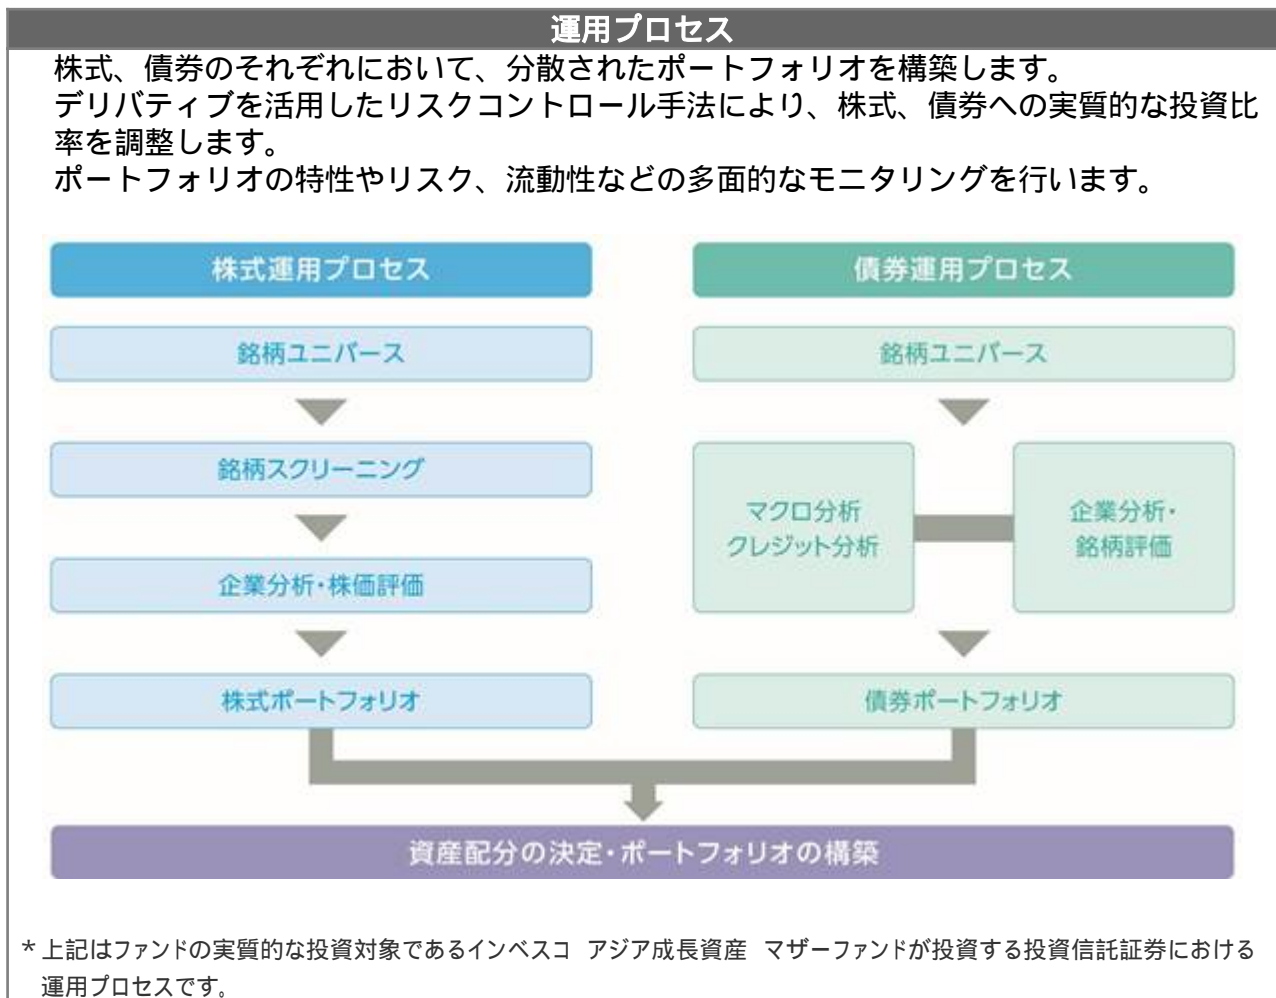 運用プロセス
株式、債券のそれぞれにおいて、分散されたポートフォリオを構築します。
デリバティブを活用したリスクコントロール手法により、株式、債券への実質的な投資比
率を調整します。
ポートフォリオの特性やリスク、流動性などの多面的なモニタリングを行います。
株式運用プロセス
銘柄ユニバース
銘柄スクリーニング
企業分析・株価評価
株式ポートフォリオ
債券運用プロセス
銘柄ユニバース
マクロ分析
クレジット分析
企業分析・
銘柄評価
債券ポートフォリオ
資産配分の決定・ポートフォリオの構築
* 上記はファンドの実質的な投資対象であるインベスコ アジア成長資産 マザーファンドが投資する投資信託証券における
運用プロセスです。